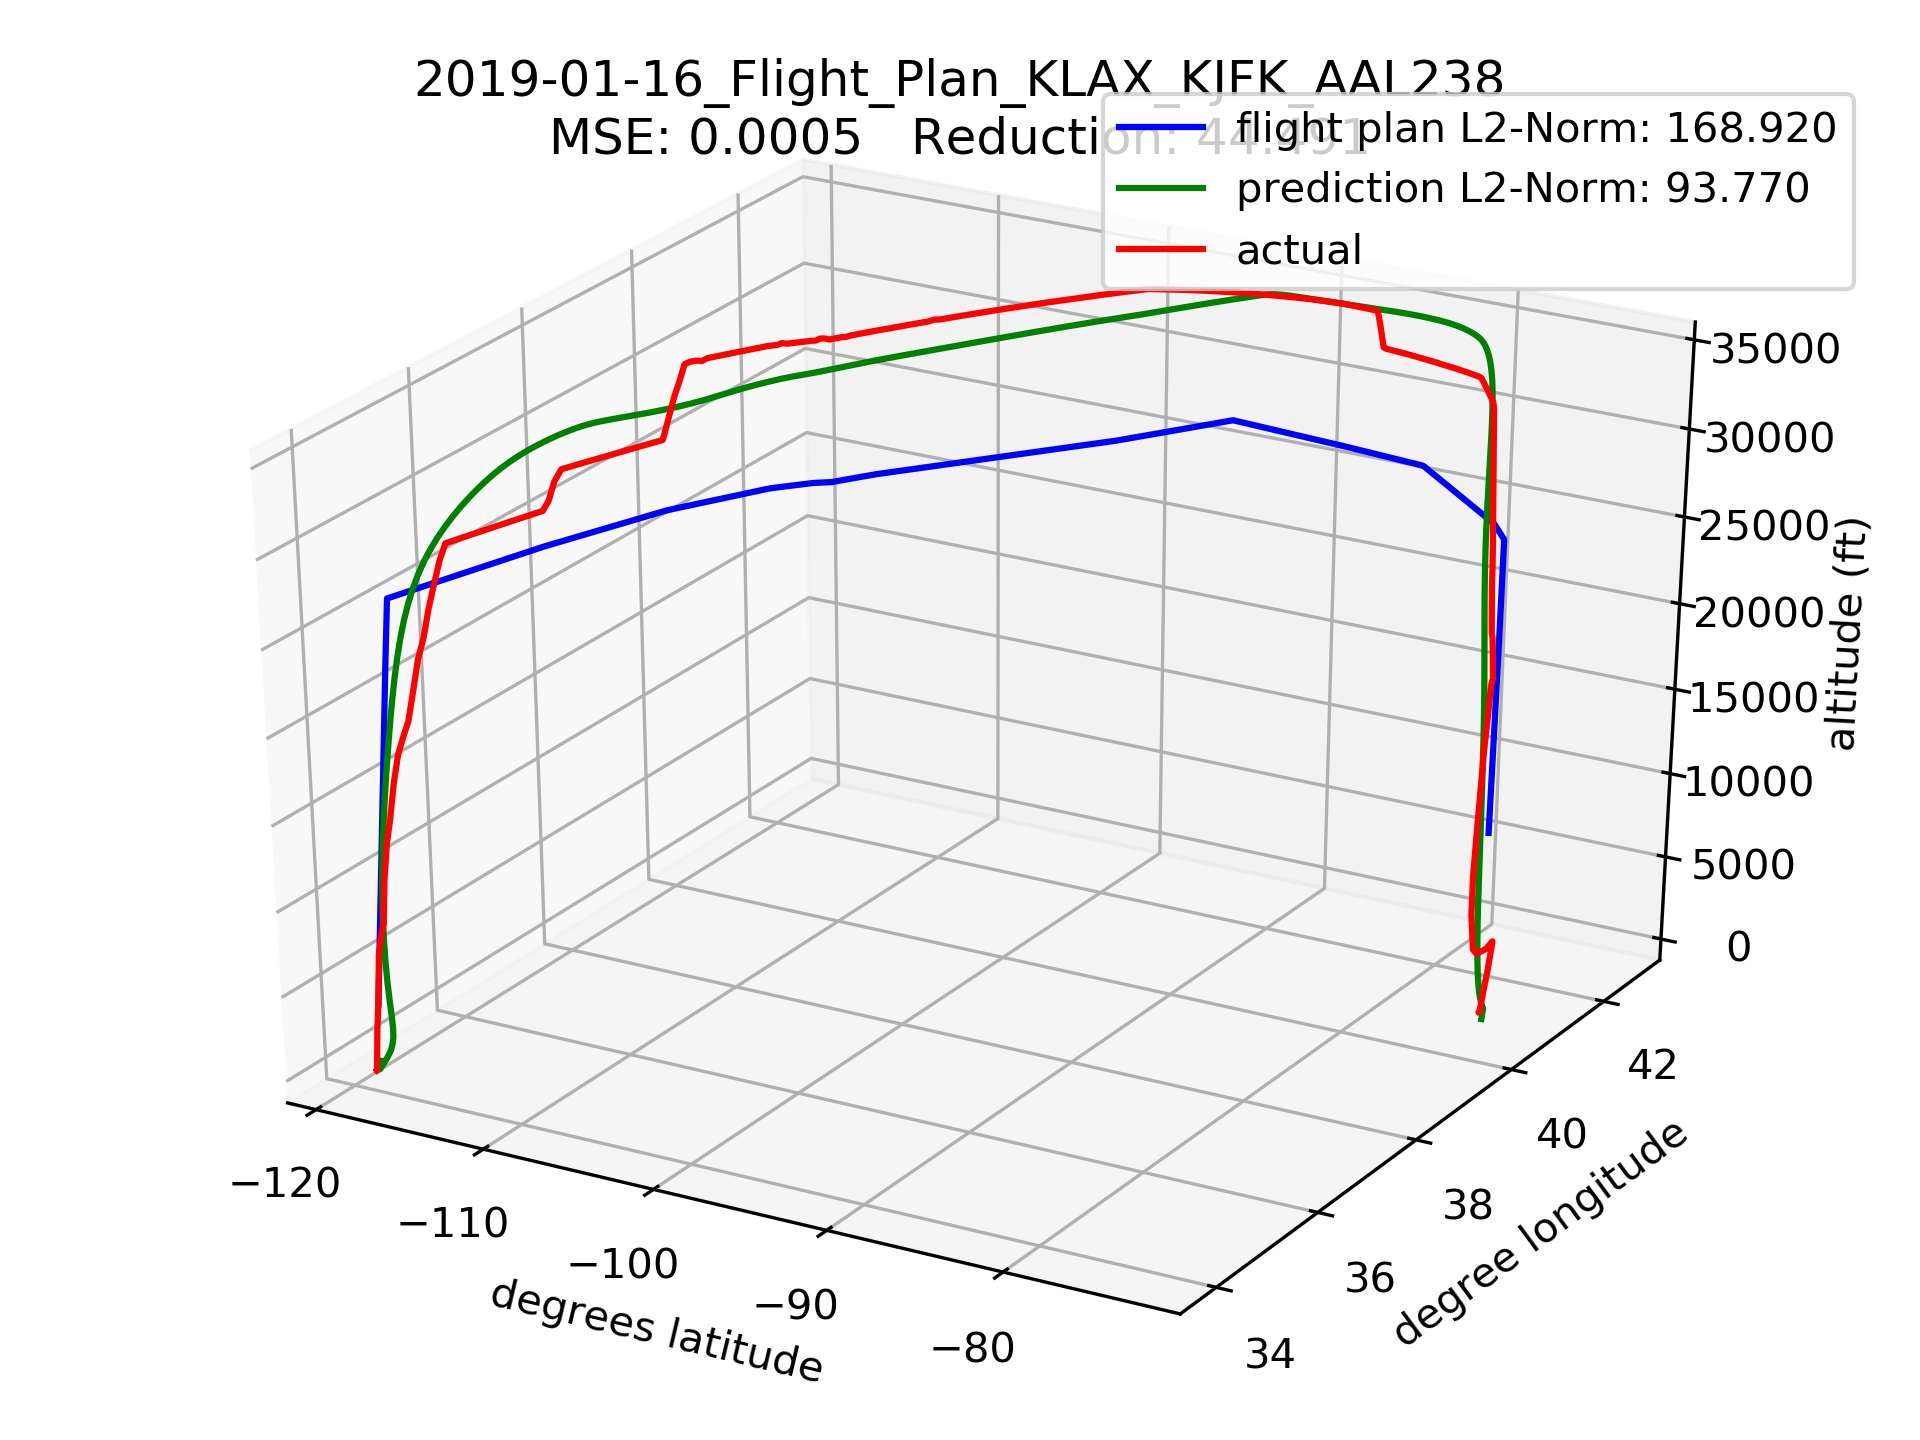 2019-01-16_Flight_Plan_KLAX_KJFK_AAL238
MSE: 0.0005 Reduction: 44.491
flight plan L2-Norm: 168.920
prediction L2-Norm: 93.770
actual
35000
30000
25000
20000
15000
10000
5000
0
altitude (ft)
−120
−110
−100
−90
−80
degrees latitude
34
36
38
40
42
degree longitude